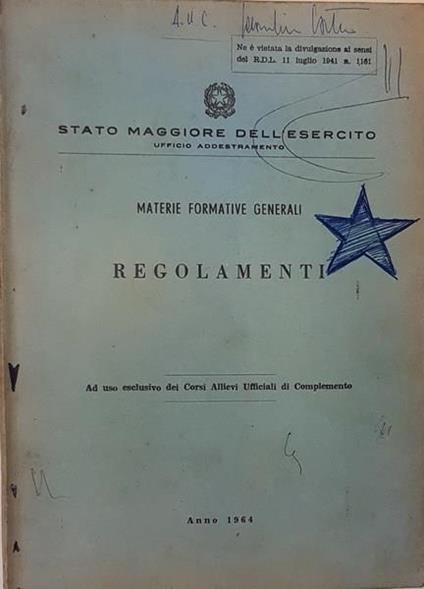 A.U.C.
Ne è vietata la divulgazione ai sensi
del R.D.L. 11 luglio 1941 n. 1161
STATO MAGGIORE DELL'ESERCITO
UFFICIO ADDESTRAMENTO
MATERIE FORMATIVE GENERALI
REGOLAMENTI
Ad uso esclusivo dei Corsi Allievi Ufficiali di Complemento
Anno 1964